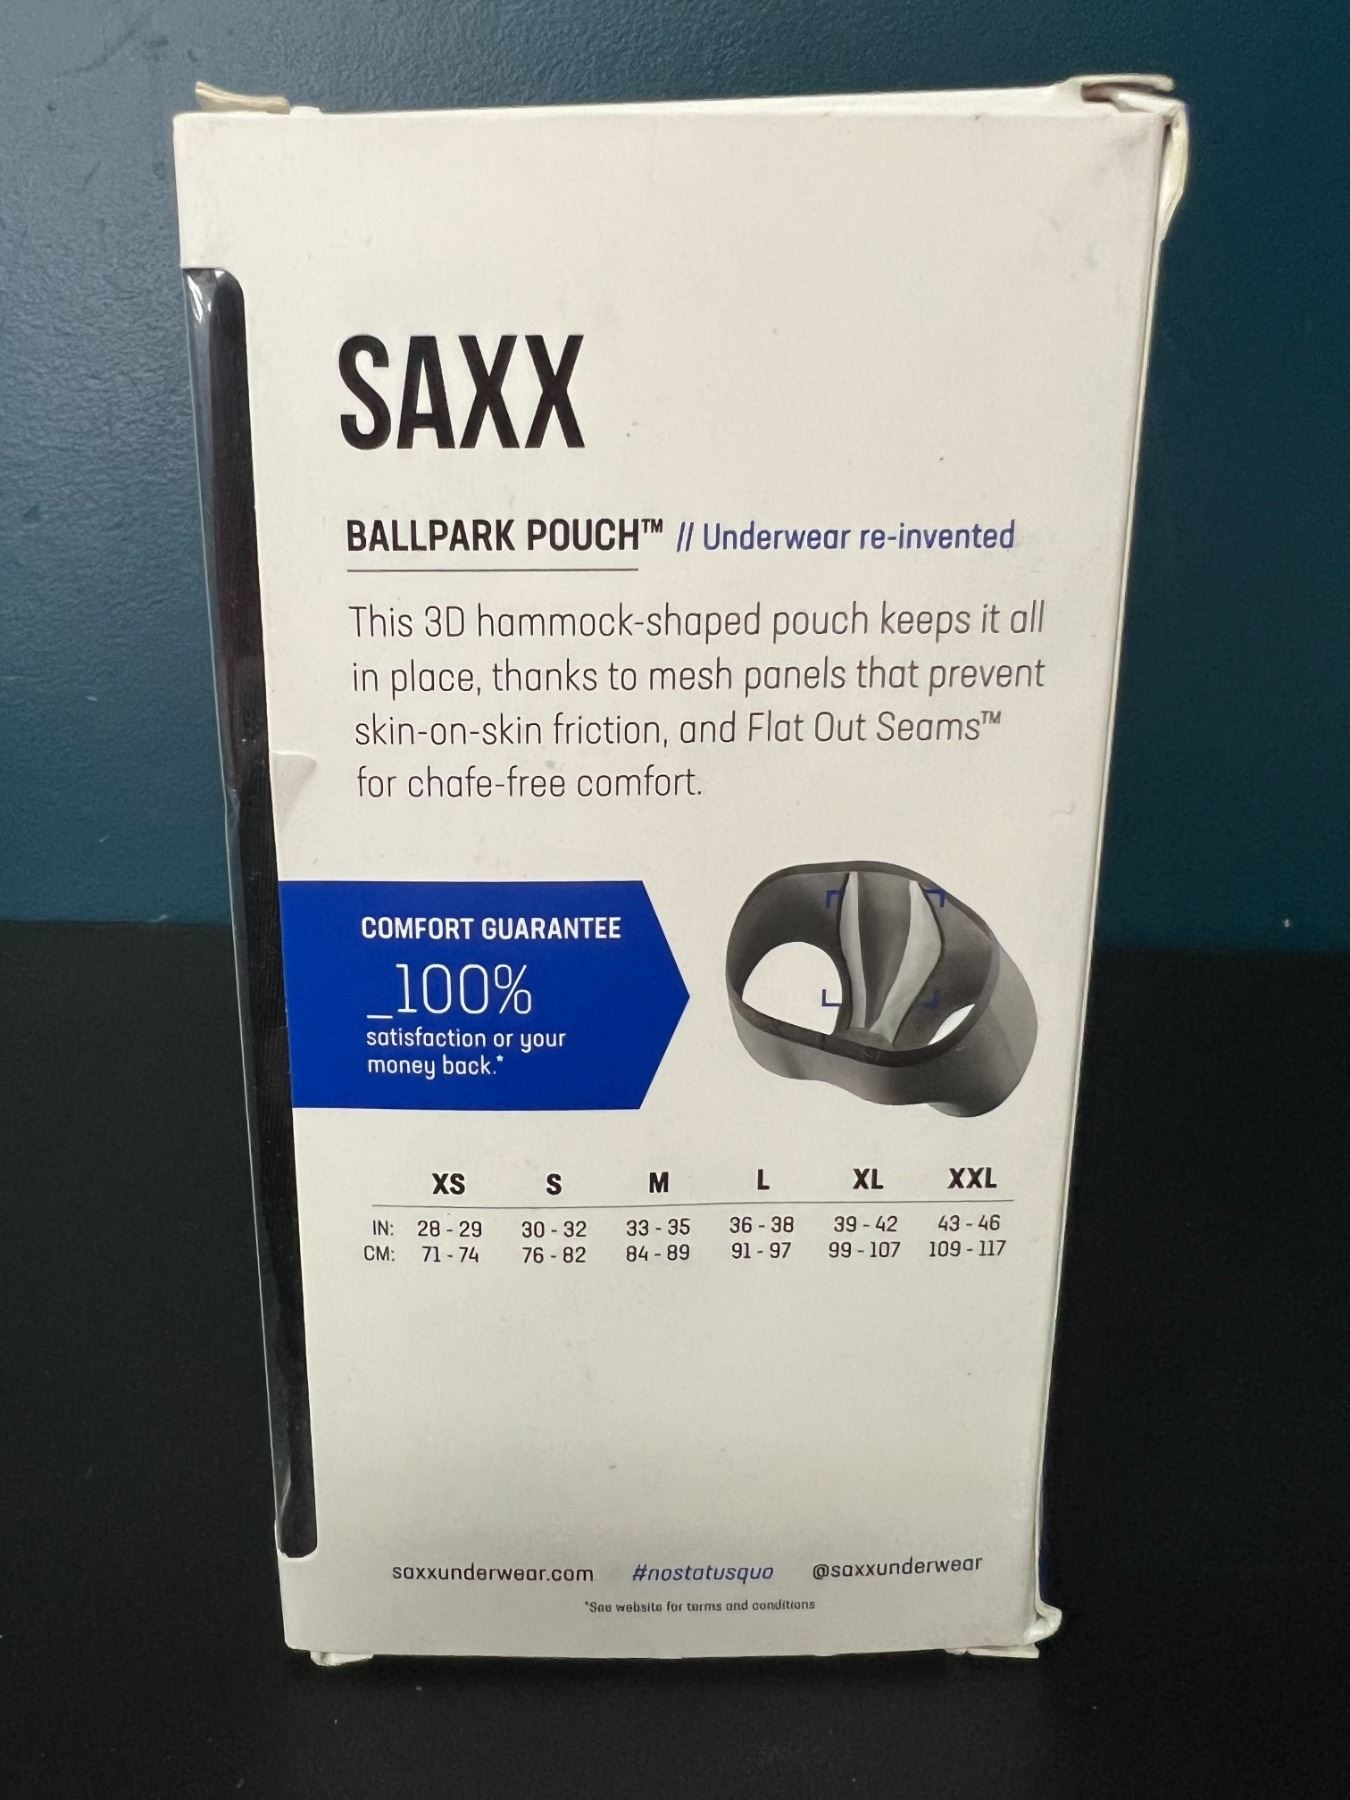 SAXX
BALLPARK POUCH™ // Underwear re-invented
This 3D hammock-shaped pouch keeps it all
in place, thanks to mesh panels that prevent
skin-on-skin friction, and Flat Out Seams™
for chafe-free comfort.
COMFORT GUARANTEE
_100%
satisfaction or your
money back.*
XS S M L XL XXL
IN: 28 - 29 30 - 32 33 - 35 36 - 38 39 - 42 43 - 46
CM: 71 - 74 76 - 82 84 - 89 91 - 97 99 - 107 109 - 117
saxxunderwear.com #nostatusquo @saxxunderwear
*See website for terms and conditions